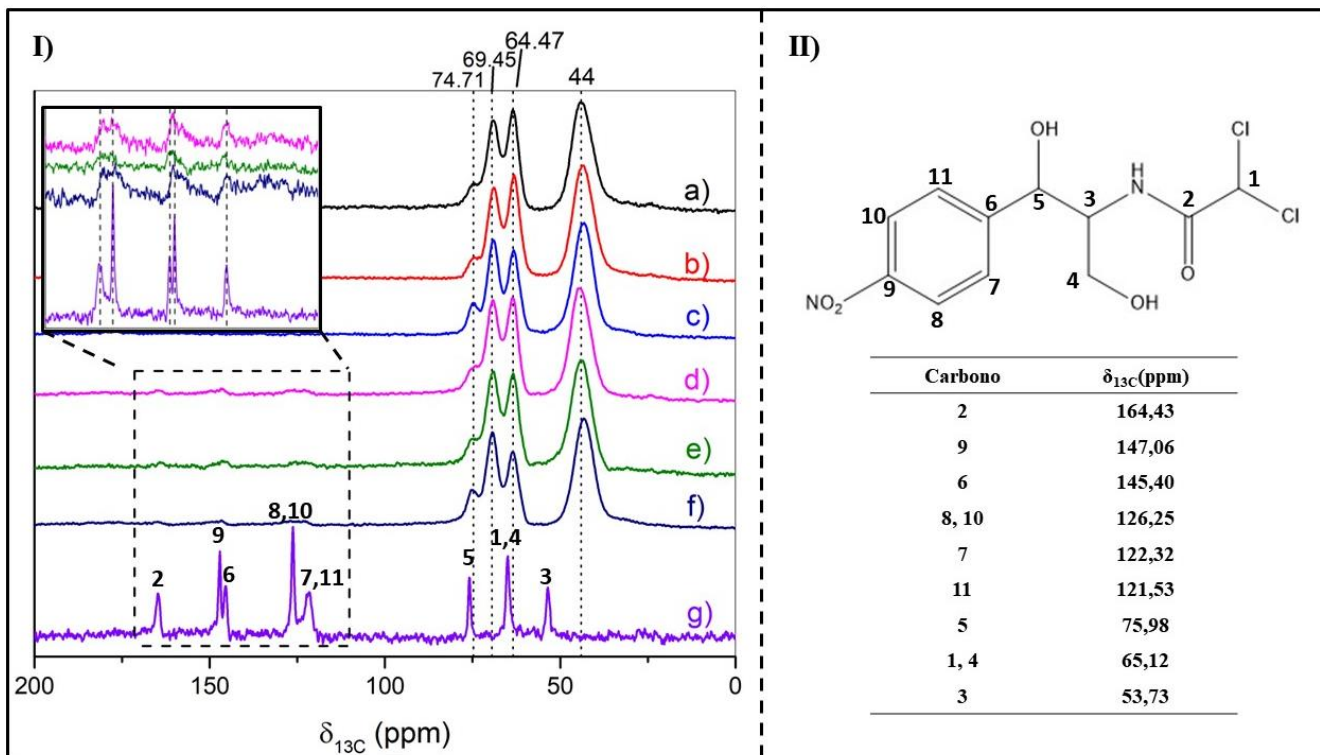 I)
II)
69.45
64.47
74.71
44
a)
b)
c)
d)
e)
f)
g)
2
9
6
8,10
7,11
5
1,4
3
200
150
100
50
0
δ13C (ppm)
OH
Cl
H
N
11
10
6
5
3
2
1
Cl
9
7
4
O
NO2
8
OH
Carbono δ13C(ppm)
2 164,43
9 147,06
6 145,40
8, 10 126,25
7 122,32
11 121,53
5 75,98
1, 4 65,12
3 53,73